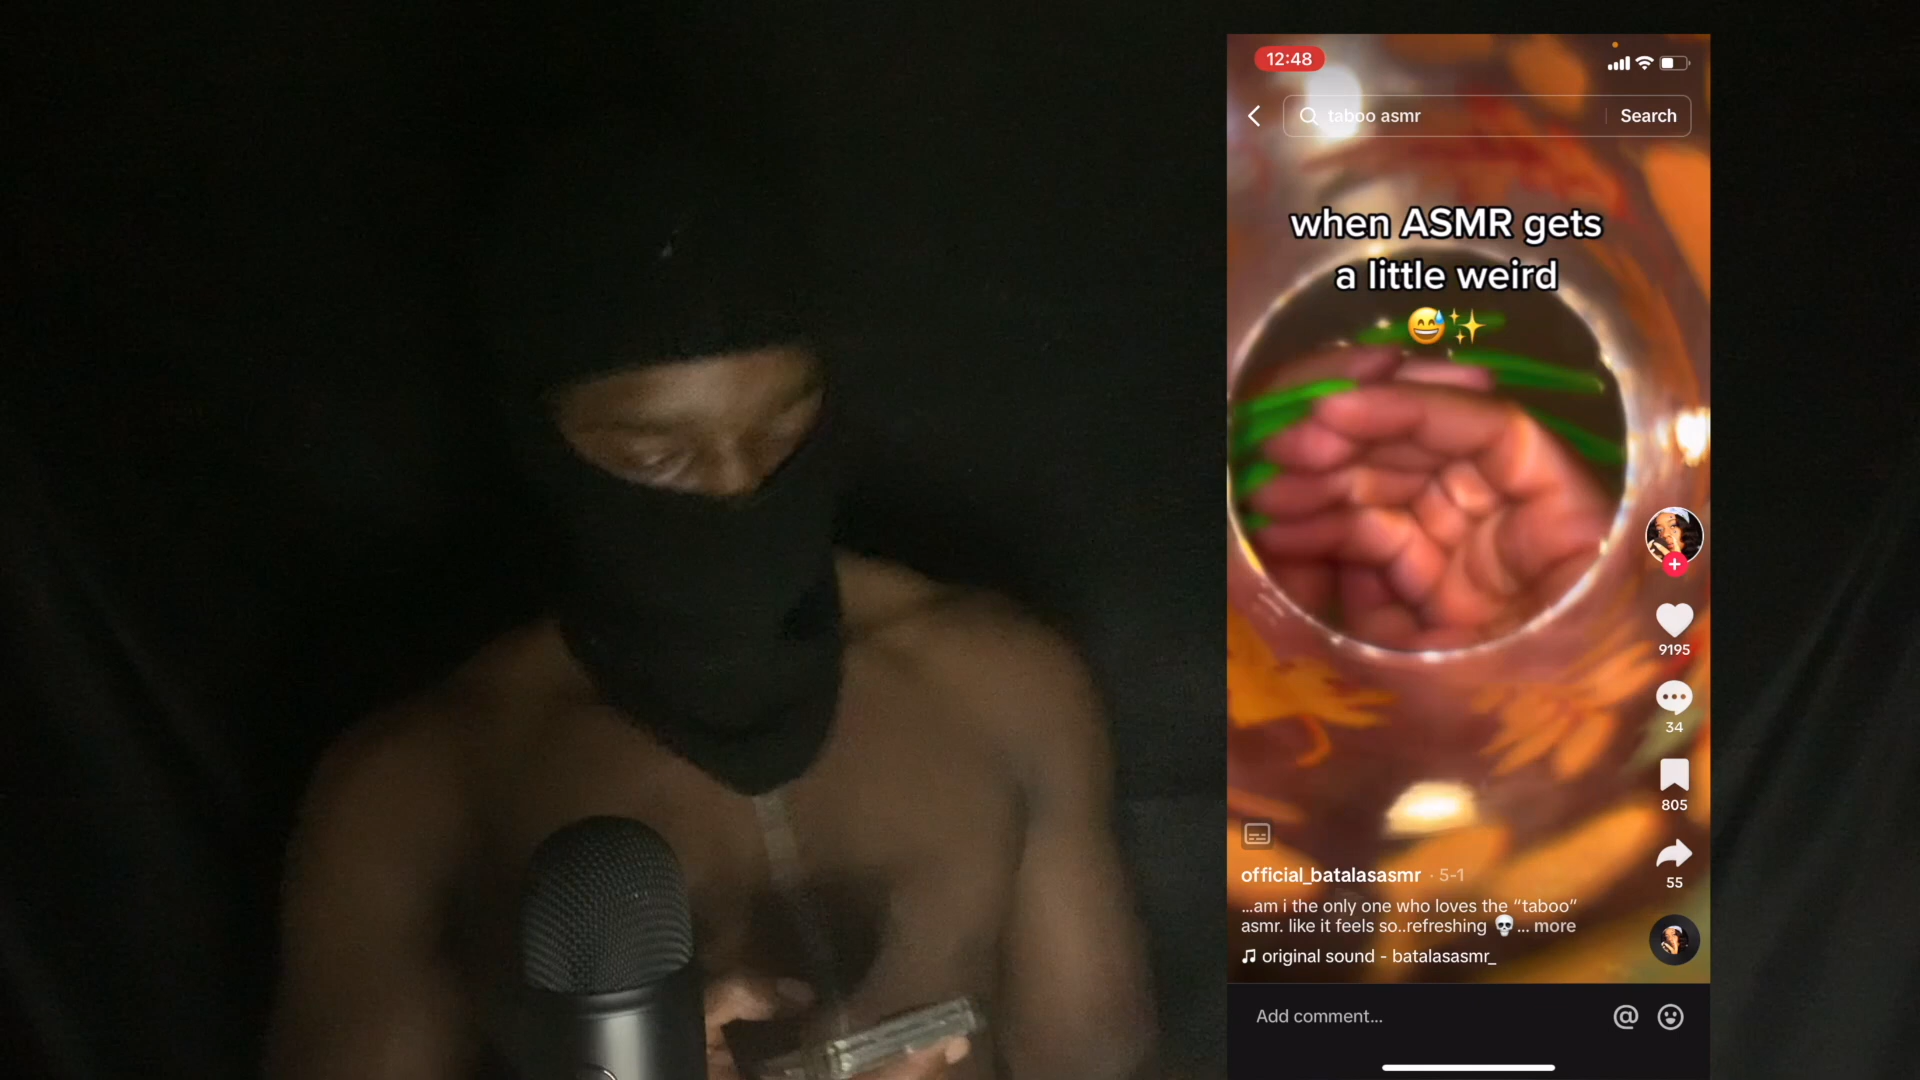 12:48
taboo asmr
Search
when ASMR gets
a little weird
😅✨
9195
34
805
55
official_batalasasmr · 5-1
...am i the only one who loves the “taboo”
asmr. like it feels so..refreshing 💀... more
original sound - batalasasmr_
Add comment...
@